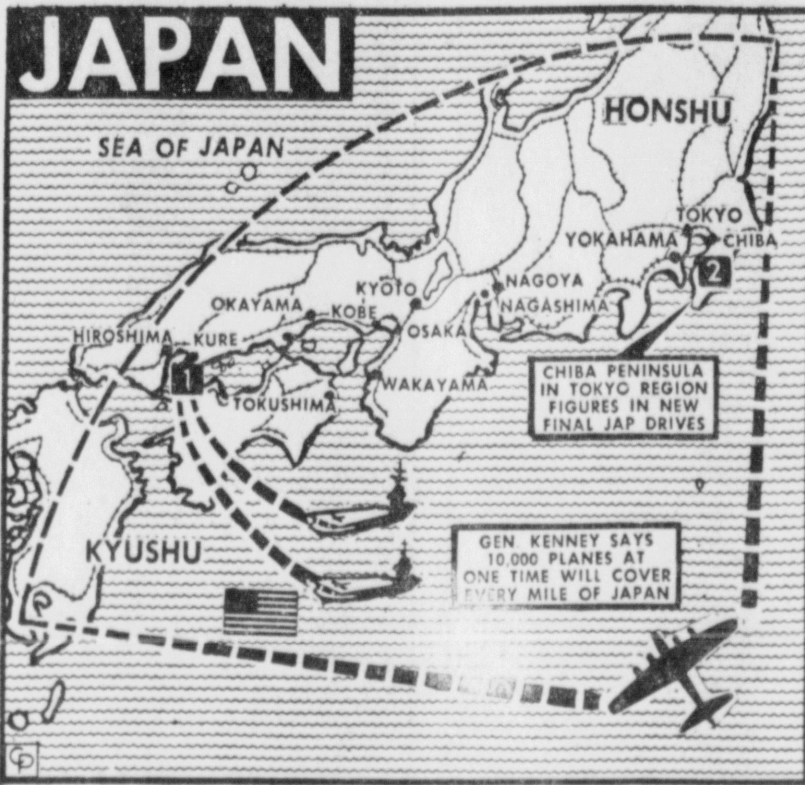 JAPAN
SEA OF JAPAN
HONSHU
TOKYO
YOKAHAMA
CHIBA
2
KYOTO
NAGOYA
OKAYAMA
KOBE
NAGASHIMA
HIROSHIMA
KURE
OSAKA
1
WAKAYAMA
TOKUSHIMA
CHIBA PENINSULA
IN TOKYO REGION
FIGURES IN NEW
FINAL JAP DRIVES
KYUSHU
GEN. KENNEY SAYS
10,000 PLANES AT
ONE TIME WILL COVER
EVERY MILE OF JAPAN
CP